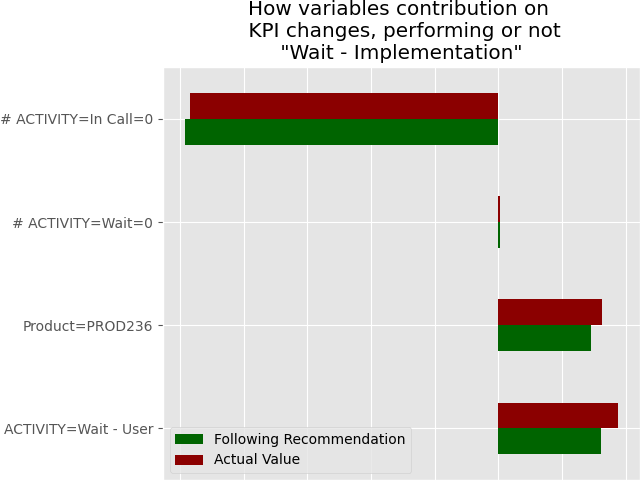 How variables contribution on
KPI changes, performing or not
"Wait - Implementation"
# ACTIVITY=In Call=0
# ACTIVITY=Wait=0
Product=PROD236
ACTIVITY=Wait - User
Following Recommendation
Actual Value